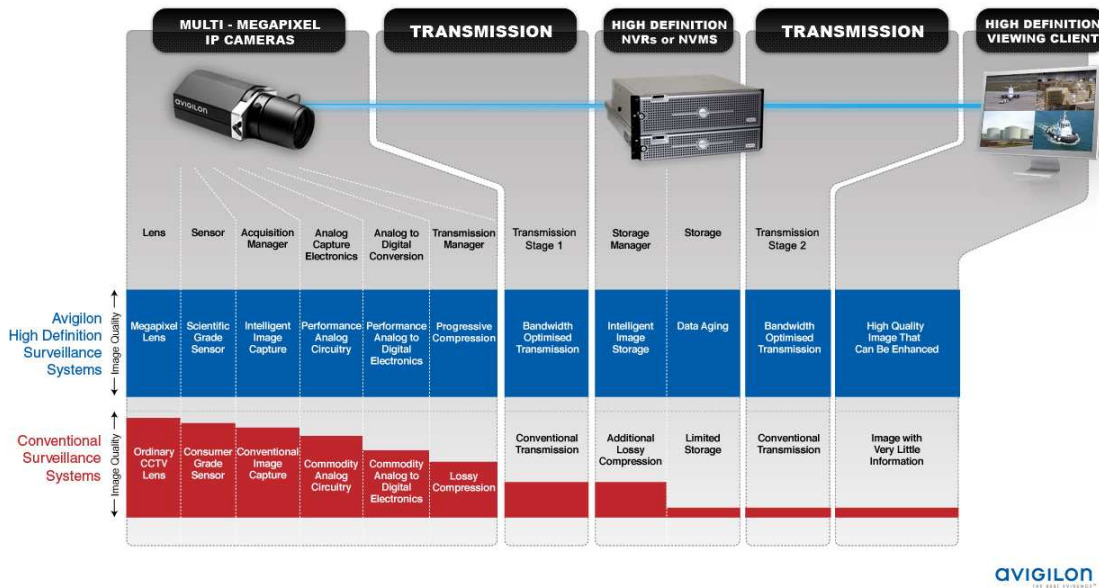 MULTI - MEGAPIXEL
IP CAMERAS
TRANSMISSION
HIGH DEFINITION
NVRs or NVMS
TRANSMISSION
HIGH DEFINITION
VIEWING CLIENT
AVIGILON
Lens
Sensor
Acquisition
Manager
Analog
Capture
Electronics
Analog to
Digital
Conversion
Transmission
Manager
Transmission
Stage 1
Storage
Manager
Storage
Transmission
Stage 2
Avigilon
High Definition
Surveillance
Systems
Image Quality
Megapixel
Lens
Scientific
Grade
Sensor
Intelligent
Image
Capture
Performance
Analog
Circuitry
Performance
Analog to
Digital
Electronics
Progressive
Compression
Bandwidth
Optimised
Transmission
Intelligent
Image
Storage
Data Aging
Bandwidth
Optimised
Transmission
High Quality
Image That
Can Be Enhanced
Conventional
Surveillance
Systems
Image Quality
Ordinary
CCTV
Lens
Consumer
Grade
Sensor
Conventional
Image
Capture
Commodity
Analog
Circuitry
Commodity
Analog to
Digital
Electronics
Lossy
Compression
Conventional
Transmission
Additional
Lossy
Compression
Limited
Storage
Conventional
Transmission
Image with
Very Little
Information
AVIGILON
THE BEST EVIDENCE™